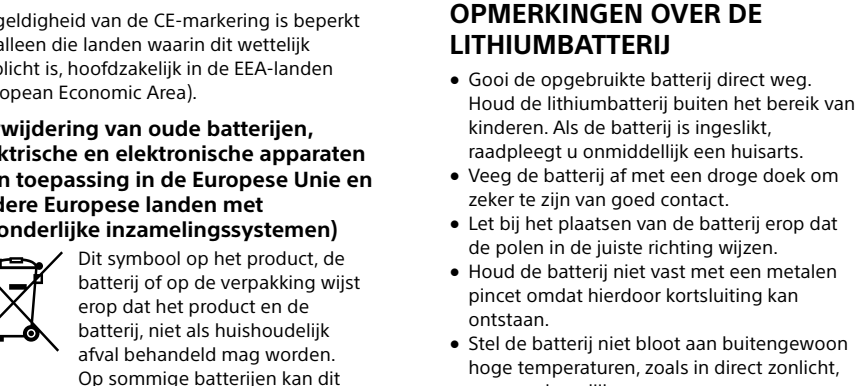 geldigheid van de CE-markering is beperkt
alleen die landen waarin dit wettelijk
plicht is, hoofdzakelijk in de EEA-landen
opean Economic Area).
wijdering van oude batterijen,
ktrische en elektronische apparaten
n toepassing in de Europese Unie en
dere Europese landen met
onderlijke inzamelingssystemen)
Dit symbool op het product, de
batterij of op de verpakking wijst
erop dat het product en de
batterij, niet als huishoudelijk
afval behandeld mag worden.
Op sommige batterijen kan dit
OPMERKINGEN OVER DE
LITHIUMBATTERIJ
• Gooi de opgebruikte batterij direct weg.
Houd de lithiumbatterij buiten het bereik van
kinderen. Als de batterij is ingeslikt,
raadpleegt u onmiddellijk een huisarts.
• Veeg de batterij af met een droge doek om
zeker te zijn van goed contact.
• Let bij het plaatsen van de batterij erop dat
de polen in de juiste richting wijzen.
• Houd de batterij niet vast met een metalen
pincet omdat hierdoor kortsluiting kan
ontstaan.
• Stel de batterij niet bloot aan buitengewoon
hoge temperaturen, zoals in direct zonlicht,